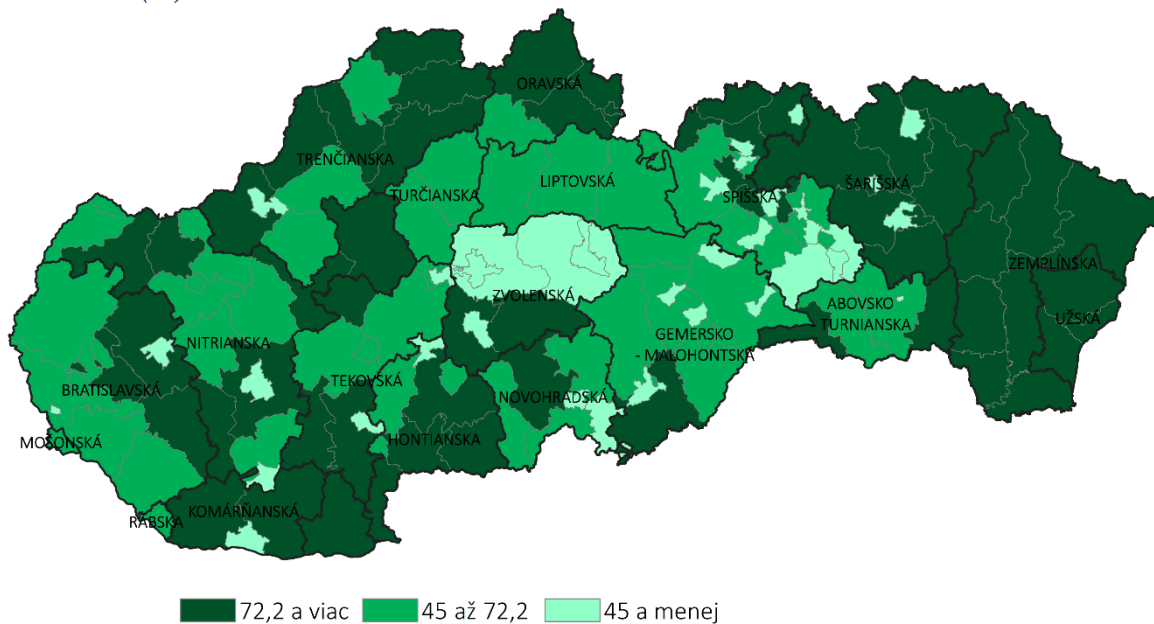 ORAVSKÁ
TRENČIANSKA
TURČIANSKA
LIPTOVSKÁ
SPIŠSKÁ
ŠARIŠSKÁ
ZEMPLÍNSKA
ZVOLENSKÁ
ABOVSKO
TURNIANSKA
UŽSKÁ
GEMERSKO
- MALOHONTSKÁ
NITRIANSKA
TEKOVSKÁ
BRATISLAVSKÁ
NOVOHRADSKÁ
MOŠONSKÁ
HONTIANSKA
RÁBSKA
KOMÁRŇANSKÁ
72,2 a viac
45 až 72,2
45 a menej